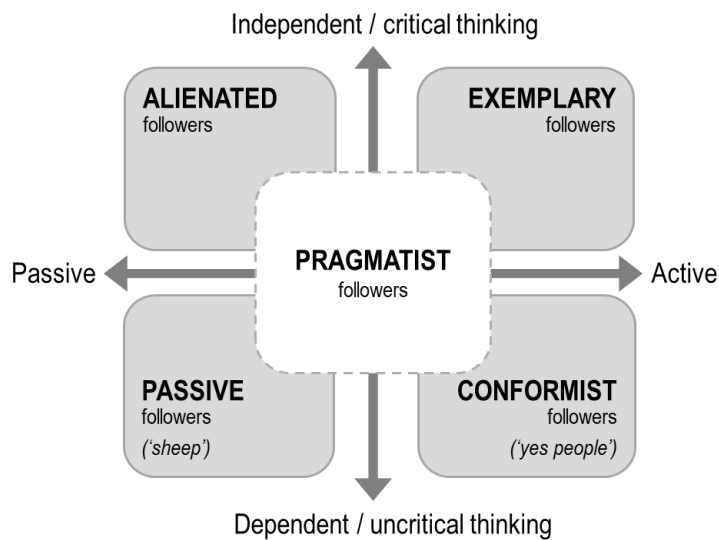 Independent / critical thinking
ALIENATED
followers
EXEMPLARY
followers
PRAGMATIST
followers
Passive
Active
PASSIVE
followers
(‘sheep’)
CONFORMIST
followers
(‘yes people’)
Dependent / uncritical thinking